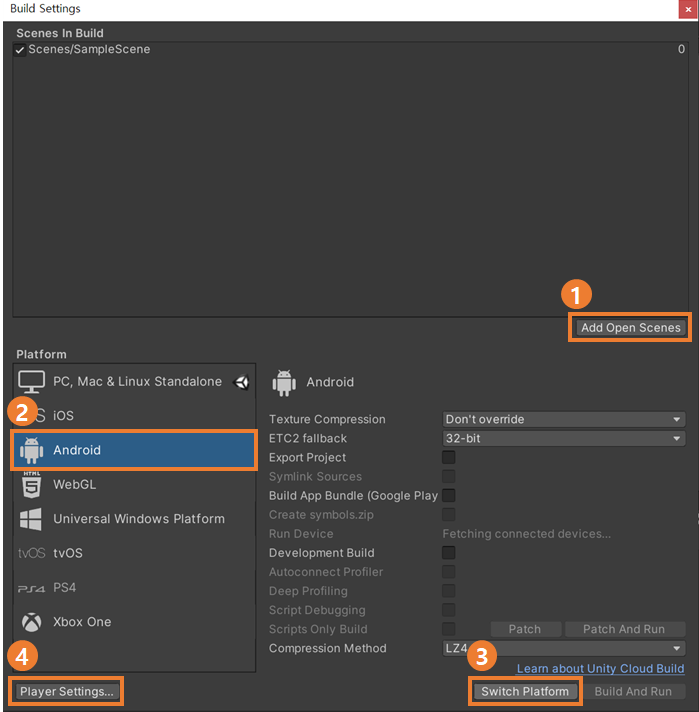 Build Settings
Scenes In Build
Scenes/SampleScene 0
1
Add Open Scenes
Platform
PC, Mac & Linux Standalone
2
iOS
Android
HTML
5
WebGL
Universal Windows Platform
tvOS tvOS
PS4 PS4
Xbox One
4
Player Settings...
Android
Texture Compression Don't override
ETC2 fallback 32-bit
Export Project
Symlink Sources
Build App Bundle (Google Play
Create symbols.zip
Run Device Fetching connected devices...
Development Build
Autoconnect Profiler
Deep Profiling
Script Debugging
Scripts Only Build Patch Patch And Run
Compression Method LZ4
3
Learn about Unity Cloud Build
Switch Platform Build And Run